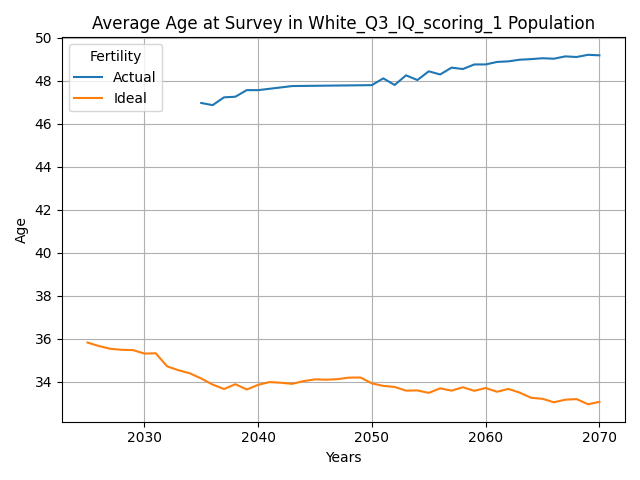 Average Age at Survey in White_Q3_IQ_scoring_1 Population
Fertility
Actual
Ideal
50
48
46
44
42
40
38
36
34
Age
2030 2040 2050 2060 2070
Years